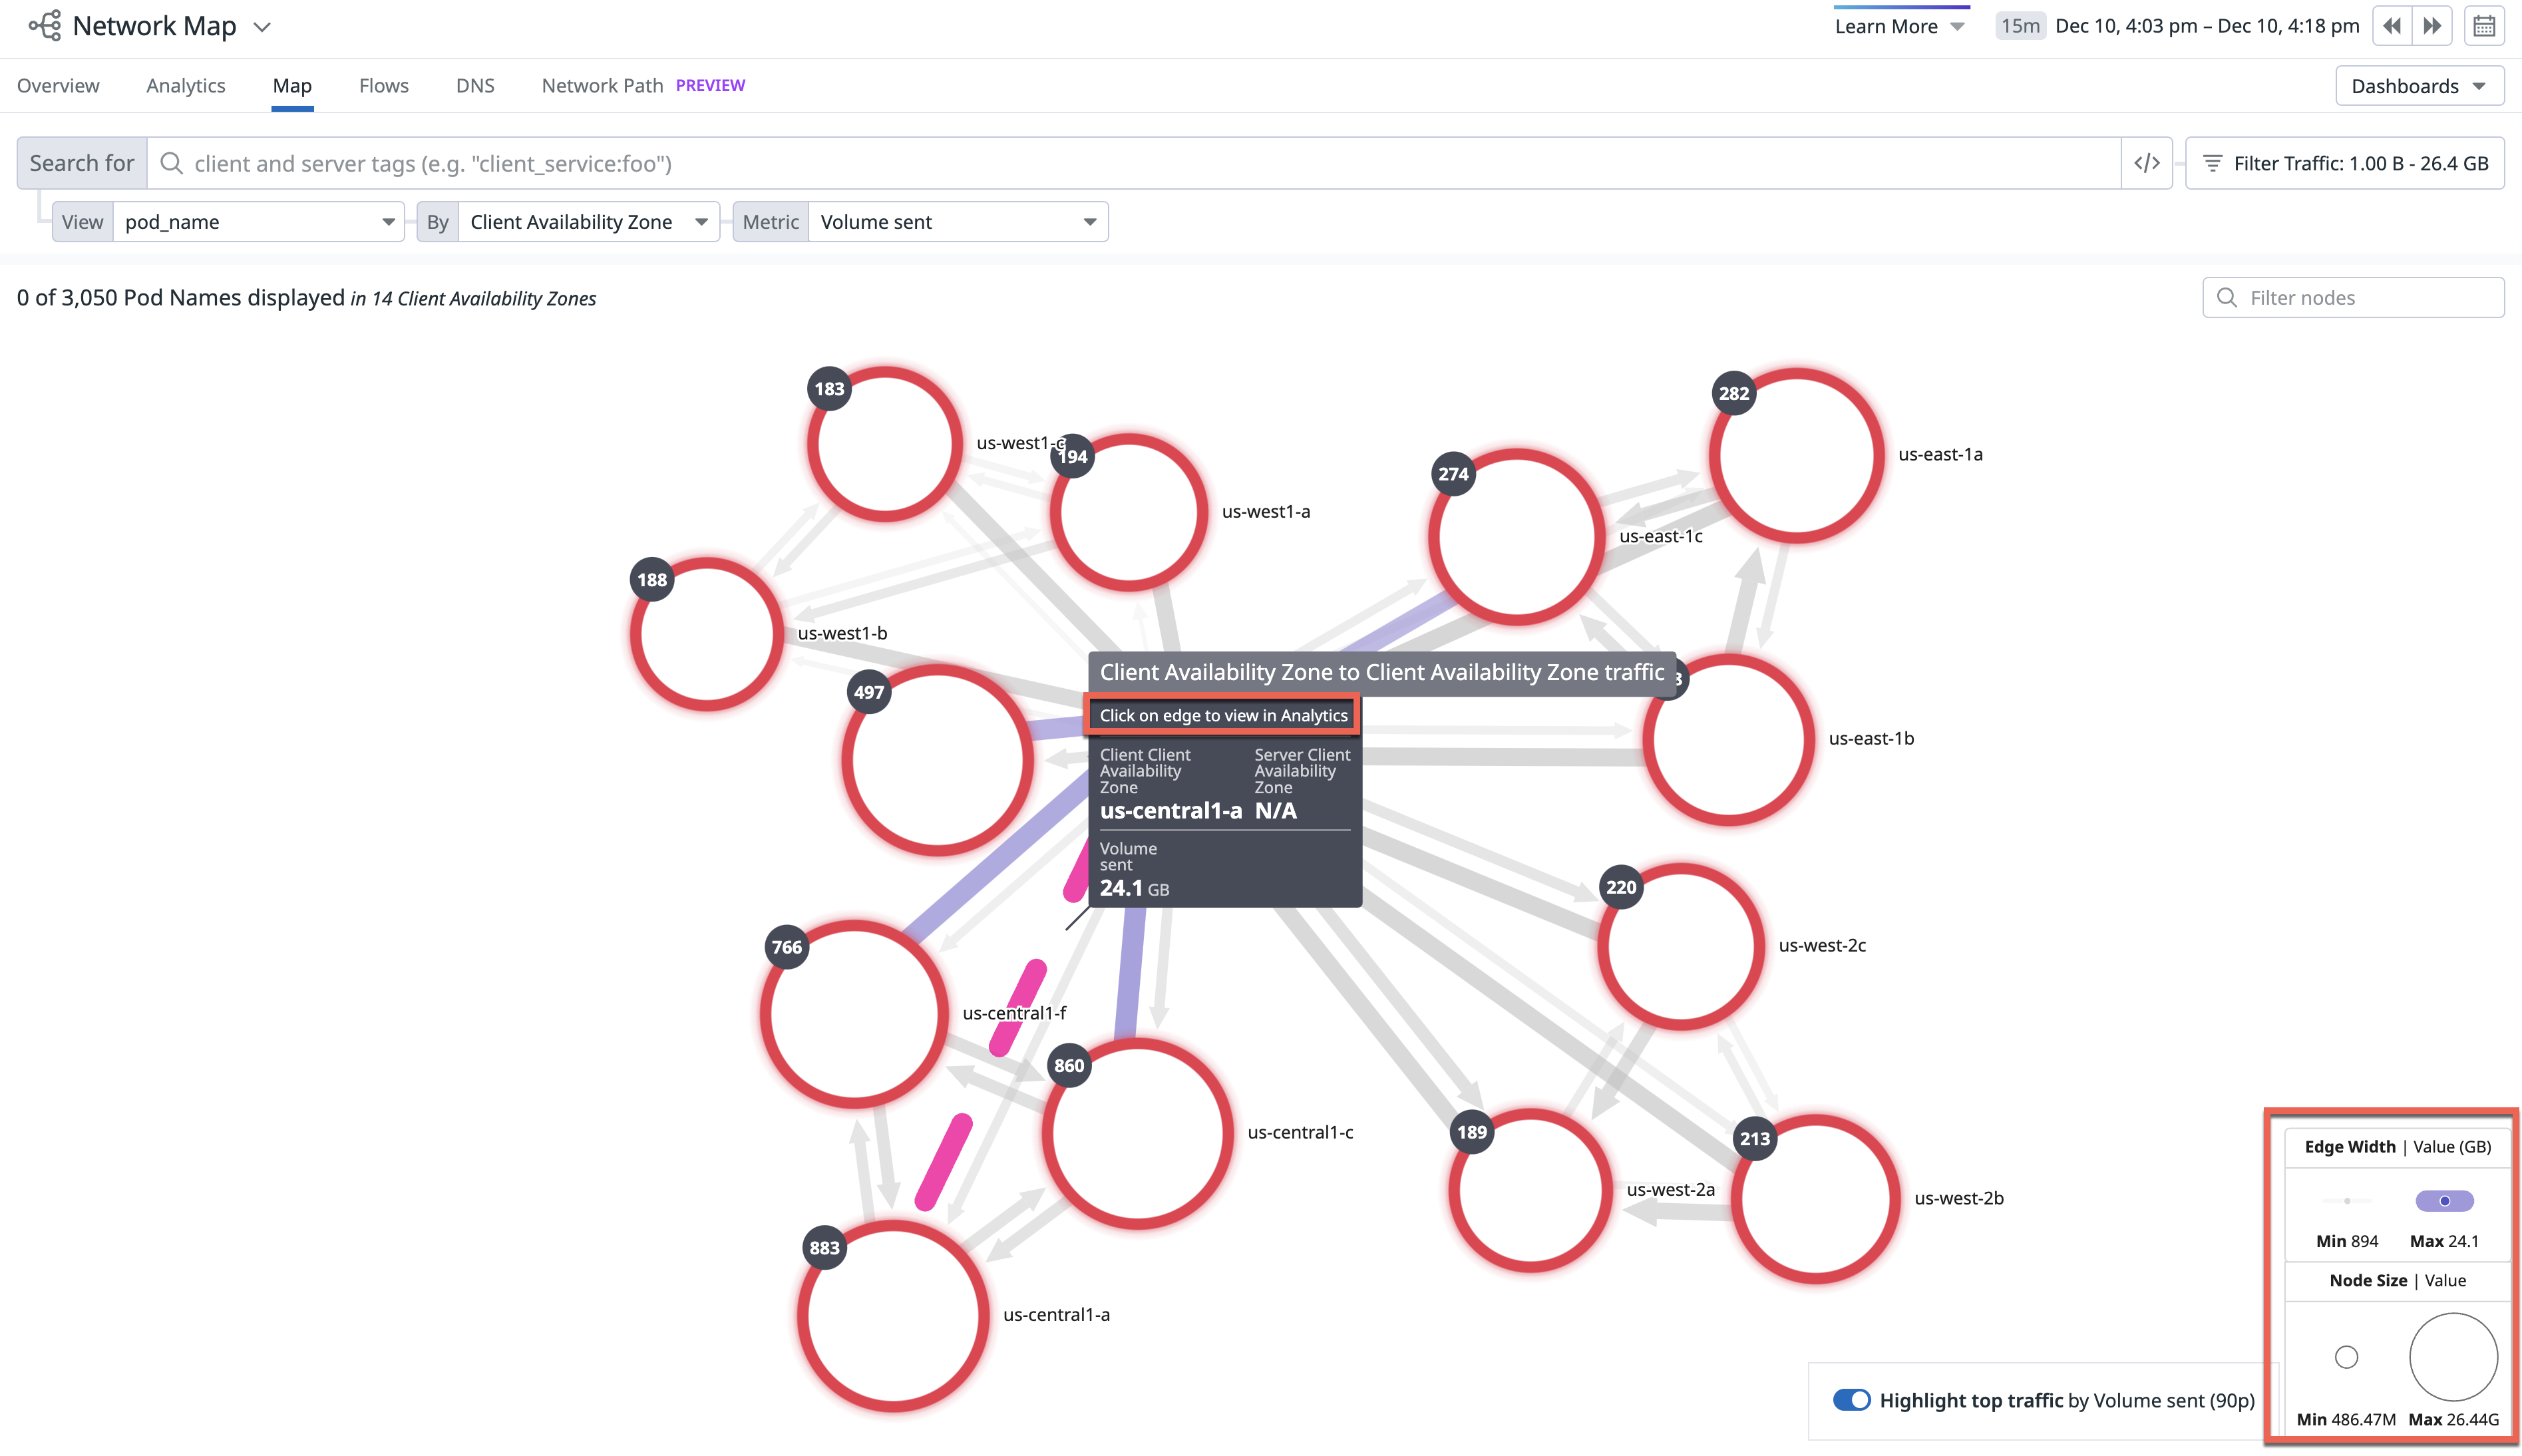 Network Map
Learn More
15m Dec 10, 4:03 pm – Dec 10, 4:18 pm
Overview Analytics Map Flows DNS Network Path PREVIEW
Dashboards
Search for client and server tags (e.g. "client_service:foo") </> Filter Traffic: 1.00 B - 26.4 GB
View pod_name By Client Availability Zone Metric Volume sent
0 of 3,050 Pod Names displayed in 14 Client Availability Zones
Filter nodes
183
282
us-west1-c
194
us-east-1a
274
us-west1-a
us-east-1c
188
us-west1-b
Client Availability Zone to Client Availability Zone traffic
497
Click on edge to view in Analytics
us-east-1b
Client Client Availability Zone
Server Client Availability Zone
us-central1-a N/A
Volume sent
24.1 GB
220
766
us-west-2c
us-central1-f
860
us-central1-c
189
213
us-west-2a
us-west-2b
883
us-central1-a
Edge Width | Value (GB)
Min 894 Max 24.1
Node Size | Value
Min 486.47M Max 26.44G
Highlight top traffic by Volume sent (90p)